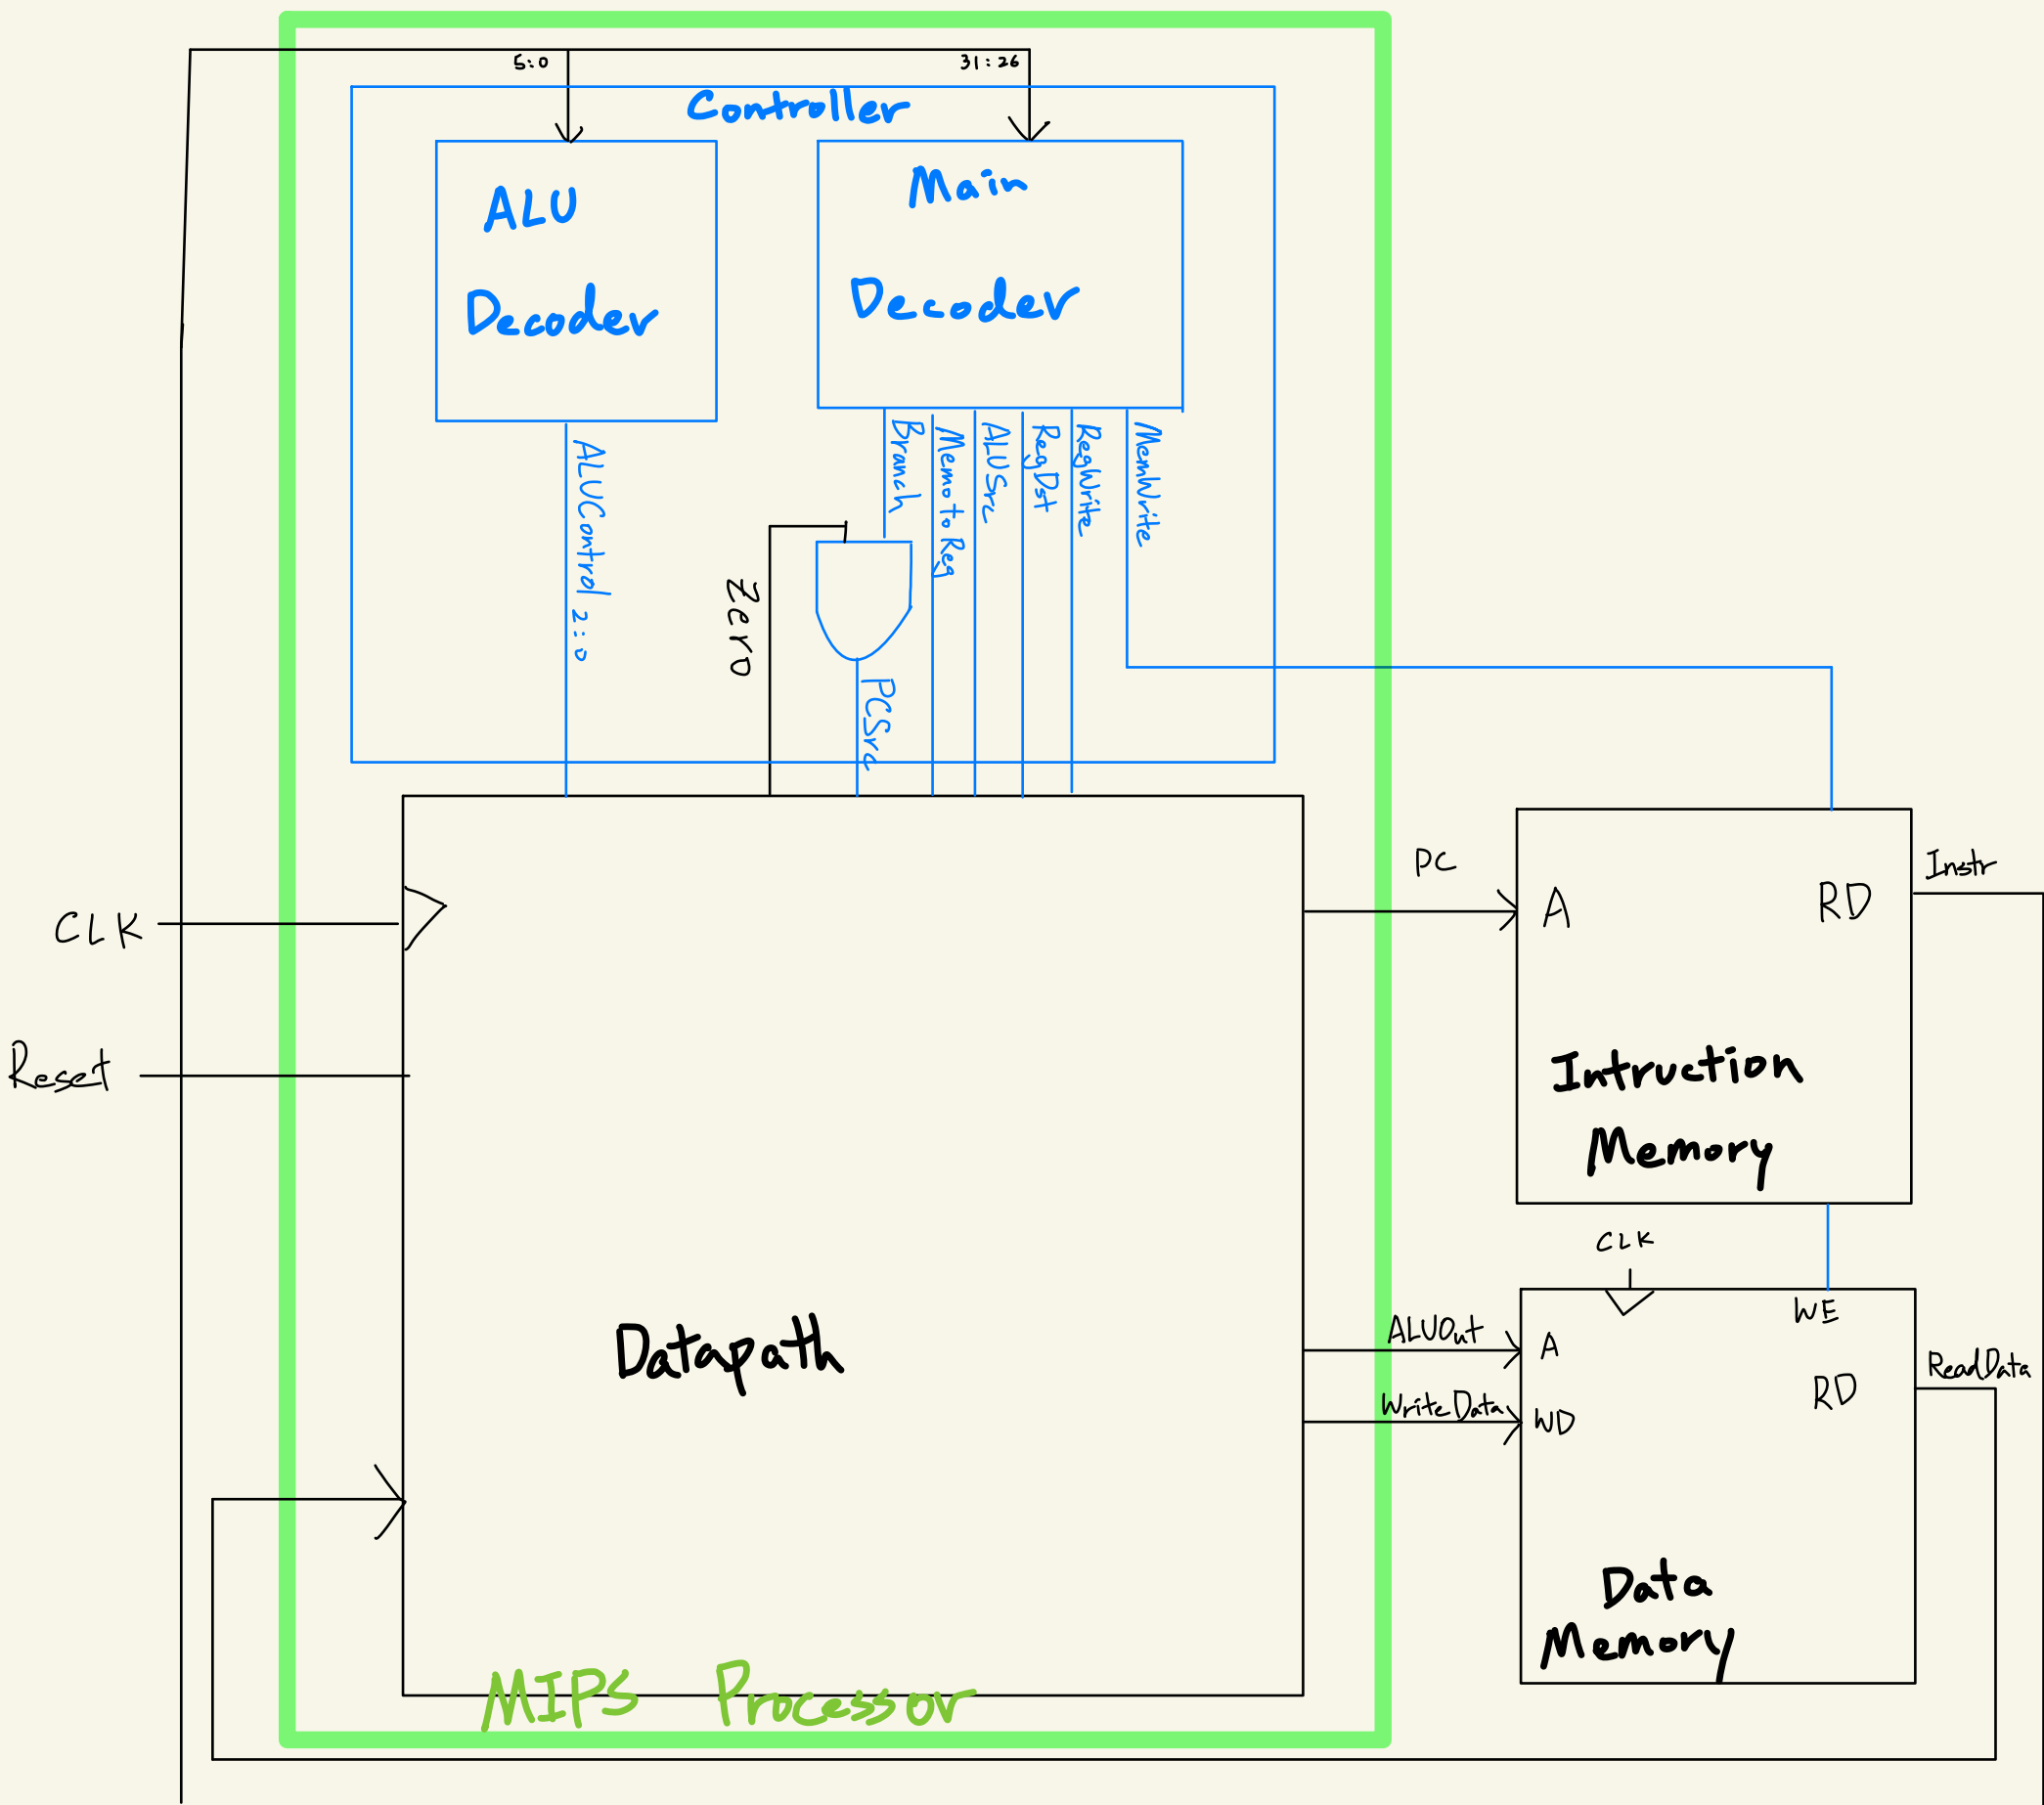 5:0
31:26
Controller
ALU
Decoder
Main
Decoder
ALUControl 2:0
Branch
MemotoReg
ALUSrc
RegDst
RegWrite
MemWrite
Zero
PCSrc
CLK
Reset
Datapath
MIPS Processor
PC
A
RD
Instr
Intruction
Memory
CLK
WE
ALUOut
A
WriteData
WD
RD
ReadData
Data
Memory